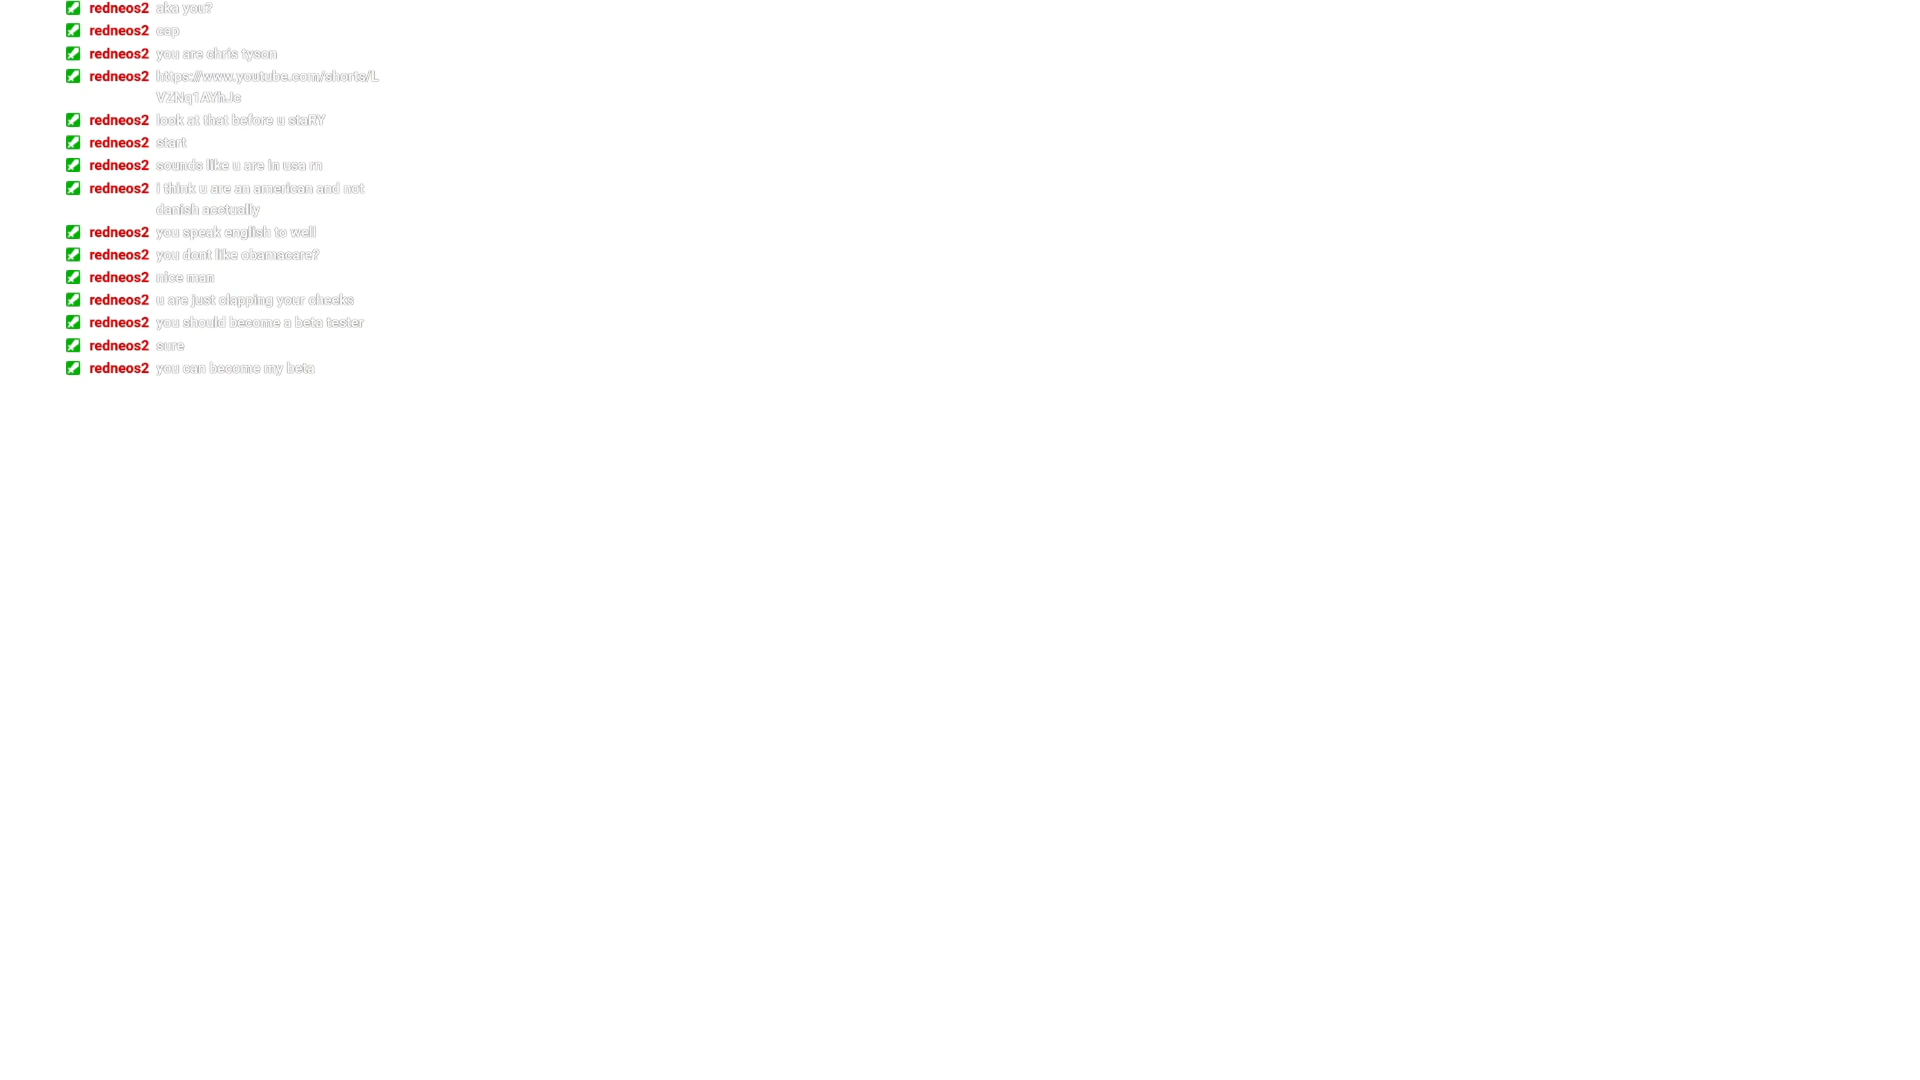 redneos2 aka you?
redneos2 cap
redneos2 you are chris tyson
redneos2 https://www.youtube.com/shorts/L
VZNq1AYhJc
redneos2 look at that before u staRY
redneos2 start
redneos2 sounds like u are in usa rn
redneos2 i think u are an american and not
danish acctually
redneos2 you speak english to well
redneos2 you dont like obamacare?
redneos2 nice man
redneos2 u are just clapping your cheeks
redneos2 you should become a beta tester
redneos2 sure
redneos2 you can become my beta